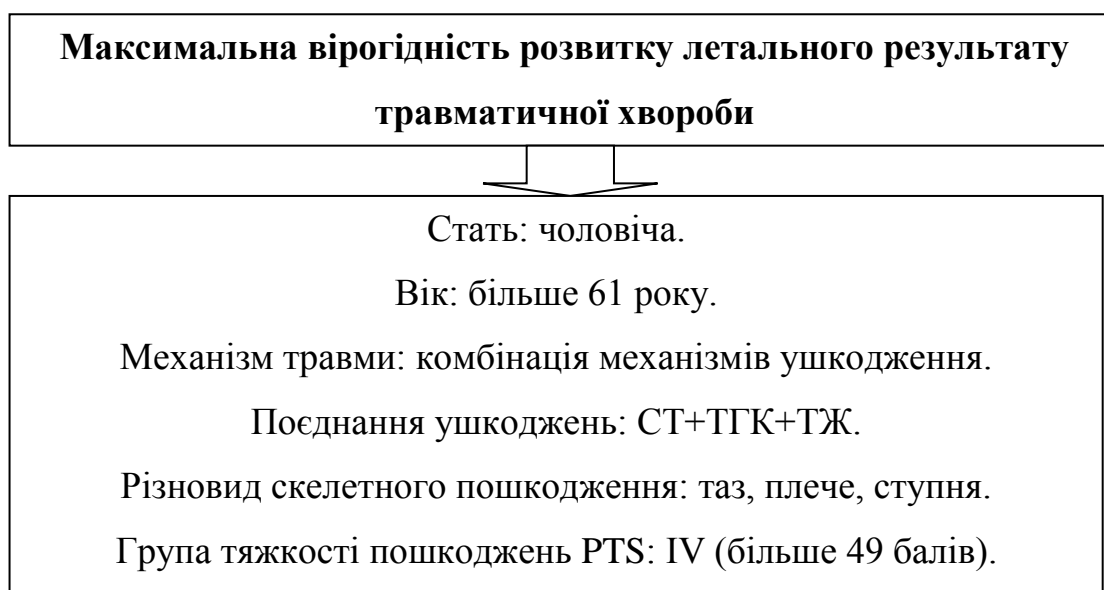 Максимальна вірогідність розвитку летального результату
травматичної хвороби
Стать: чоловіча.
Вік: більше 61 року.
Механізм травми: комбінація механізмів ушкодження.
Поєднання ушкоджень: СТ+ТГК+ТЖ.
Різновид скелетного пошкодження: таз, плече, ступня.
Група тяжкості пошкоджень PTS: IV (більше 49 балів).